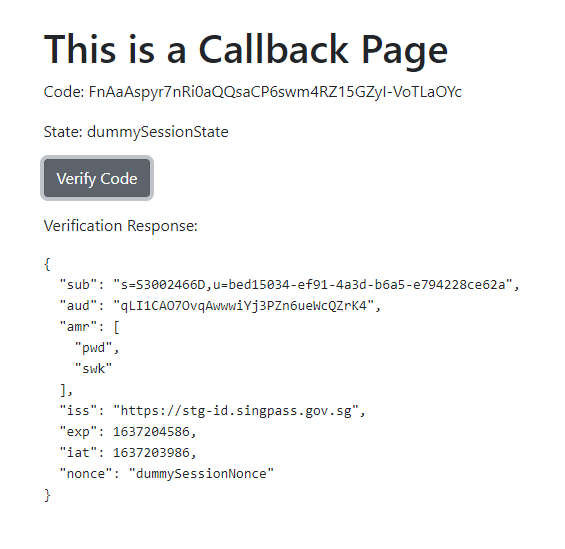 This is a Callback Page
Code: FnAaAspyr7nRi0aQQsaCP6swm4RZ15GZyI-VoTLaOYc
State: dummySessionState
Verify Code
Verification Response:
{
"sub": "s=S3002466D,u=bed15034-ef91-4a3d-b6a5-e794228ce62a",
"aud": "qLI1CAO7OvqAwwwiYj3PZn6ueWcQZrK4",
"amr": [
"pwd",
"swk"
],
"iss": "https://stg-id.singpass.gov.sg",
"exp": 1637204586,
"iat": 1637203986,
"nonce": "dummySessionNonce"
}